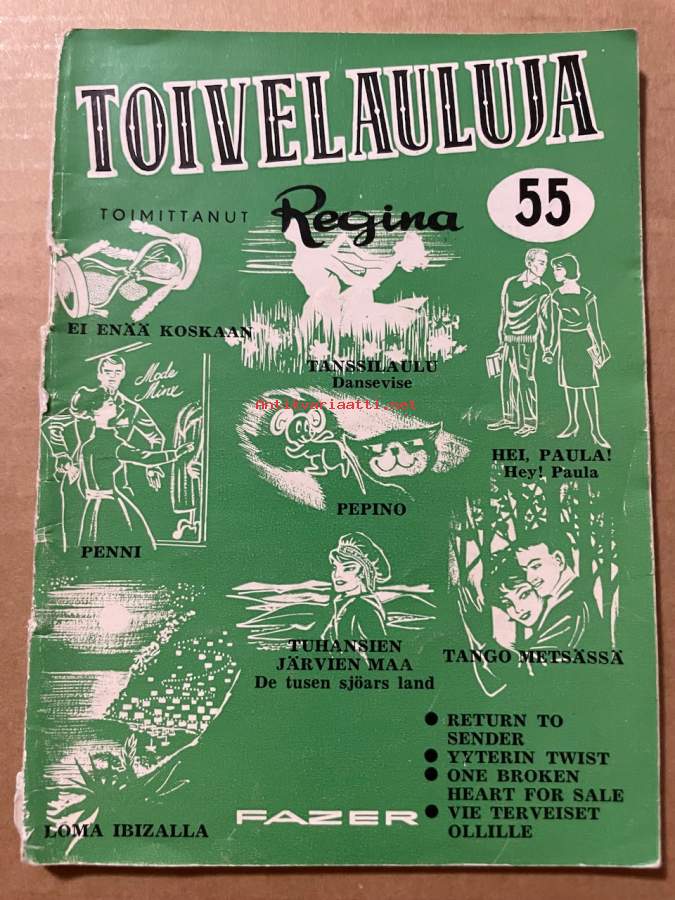 TOIVELAULUJA
TOIMITTANUT Regina 55
EI ENÄÄ KOSKAAN
TANSSILAULU
Dansevise
HEI, PAULA!
Hey! Paula
Mode
Minx
PENNI
Antikvariaatti.net
PEPINO
TUHANSIEN
JÄRVIEN MAA
De tusen sjöars land
TANGO METSÄSSÄ
LOMA IBIZALLA
● RETURN TO
SENDER
● YYTERIN TWIST
● ONE BROKEN
HEART FOR SALE
● VIE TERVEISET
OLLILLE
FAZER